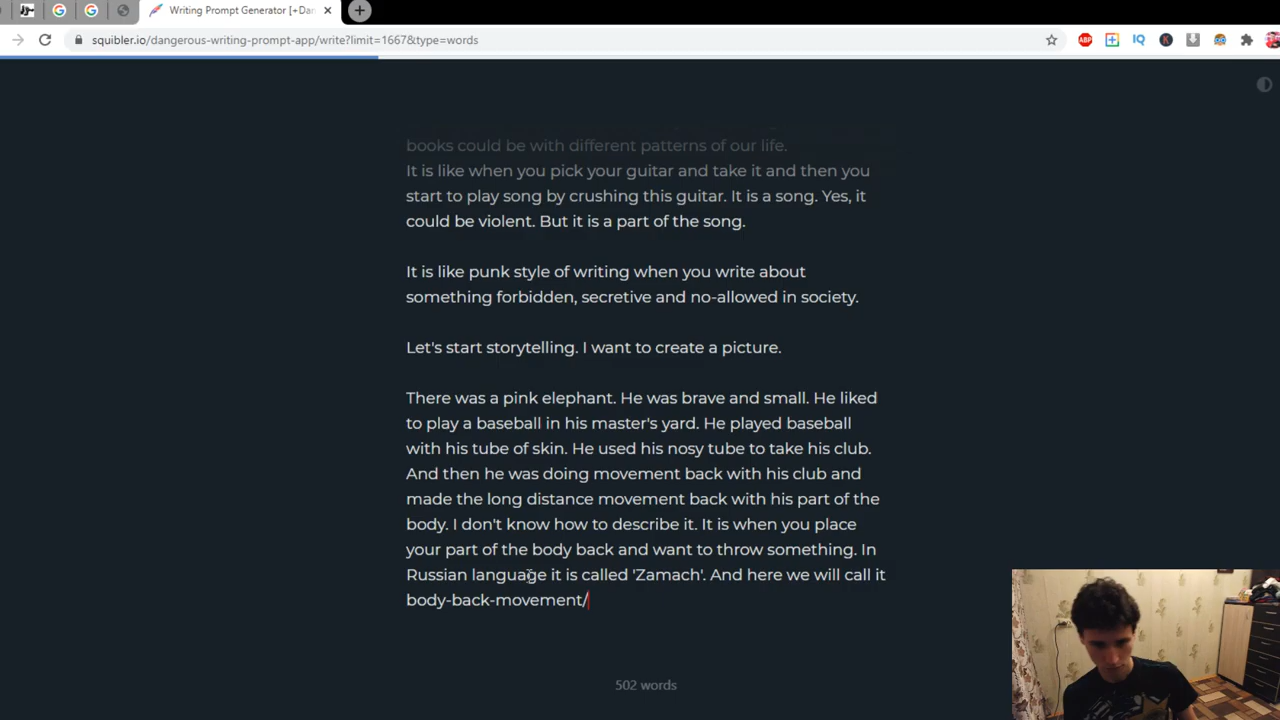 Writing Prompt Generator [+Dan
squibler.io/dangerous-writing-prompt-app/write?limit=1667&type=words
ABP
IQ
K
books could be with different patterns of our life.
It is like when you pick your guitar and take it and then you
start to play song by crushing this guitar. It is a song. Yes, it
could be violent. But it is a part of the song.
It is like punk style of writing when you write about
something forbidden, secretive and no-allowed in society.
Let's start storytelling. I want to create a picture.
There was a pink elephant. He was brave and small. He liked
to play a baseball in his master's yard. He played baseball
with his tube of skin. He used his nosy tube to take his club.
And then he was doing movement back with his club and
made the long distance movement back with his part of the
body. I don't know how to describe it. It is when you place
your part of the body back and want to throw something. In
Russian language it is called 'Zamach'. And here we will call it
body-back-movement/
502 words